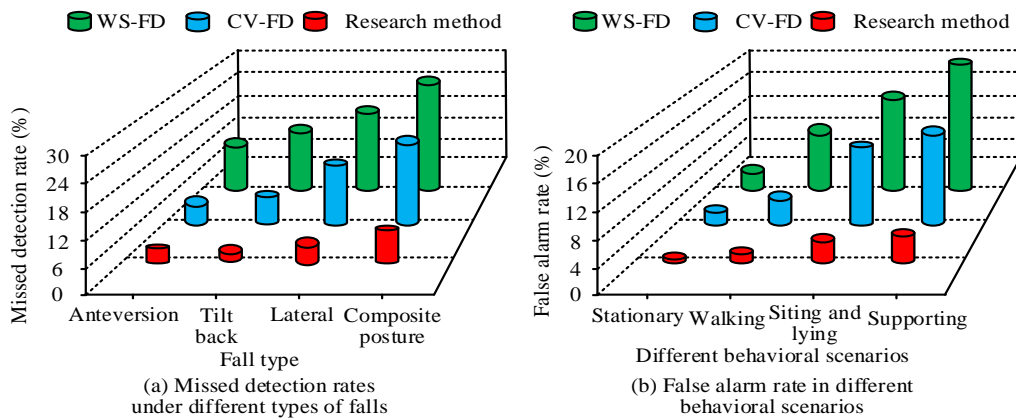 WS-FD CV-FD Research method
Missed detection rate (%)
30
24
18
12
6
0
Anteversion Tilt back Lateral Composite posture
Fall type
(a) Missed detection rates
under different types of falls
WS-FD CV-FD Research method
False alarm rate (%)
20
16
12
8
4
0
Stationary Walking Siting and lying Supporting
Different behavioral scenarios
(b) False alarm rate in different
behavioral scenarios